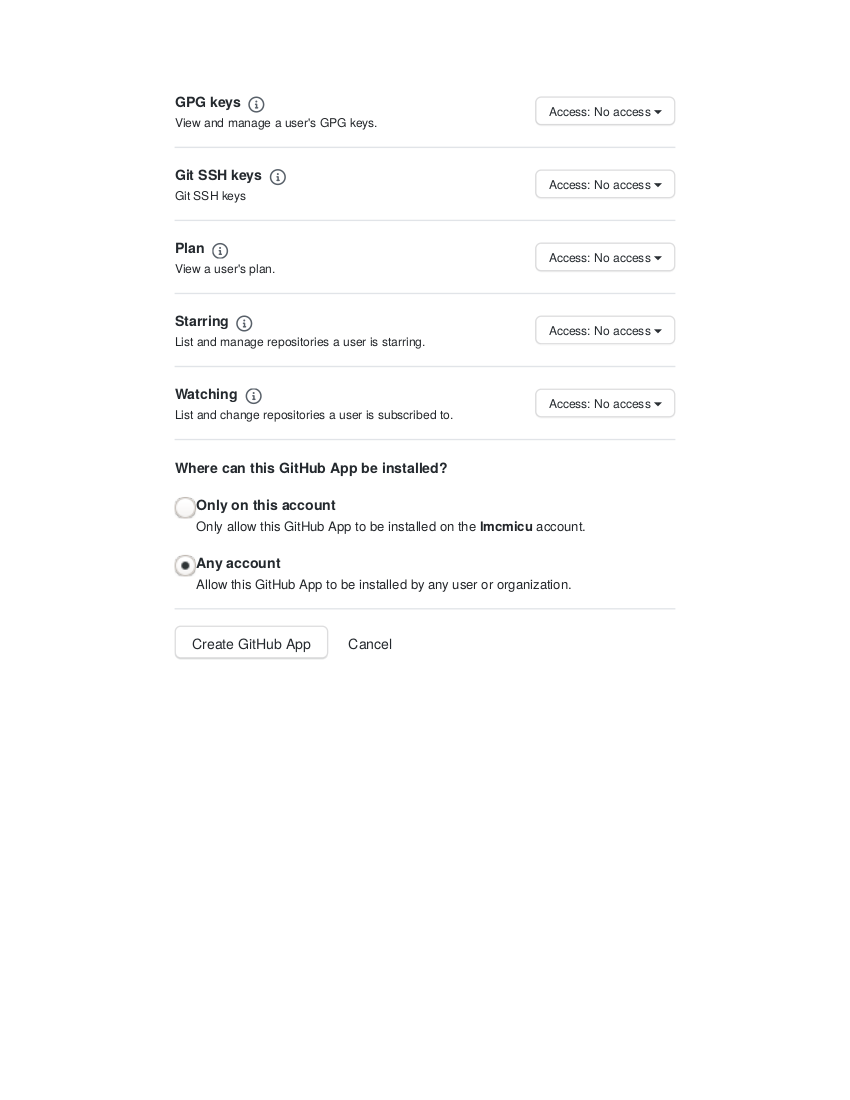 GPG keys
View and manage a user's GPG keys.
Access: No access
Git SSH keys
Git SSH keys
Access: No access
Plan
View a user's plan.
Access: No access
Starring
List and manage repositories a user is starring.
Access: No access
Watching
List and change repositories a user is subscribed to.
Access: No access
Where can this GitHub App be installed?
Only on this account
Only allow this GitHub App to be installed on the lmcmicu account.
Any account
Allow this GitHub App to be installed by any user or organization.
Create GitHub App Cancel